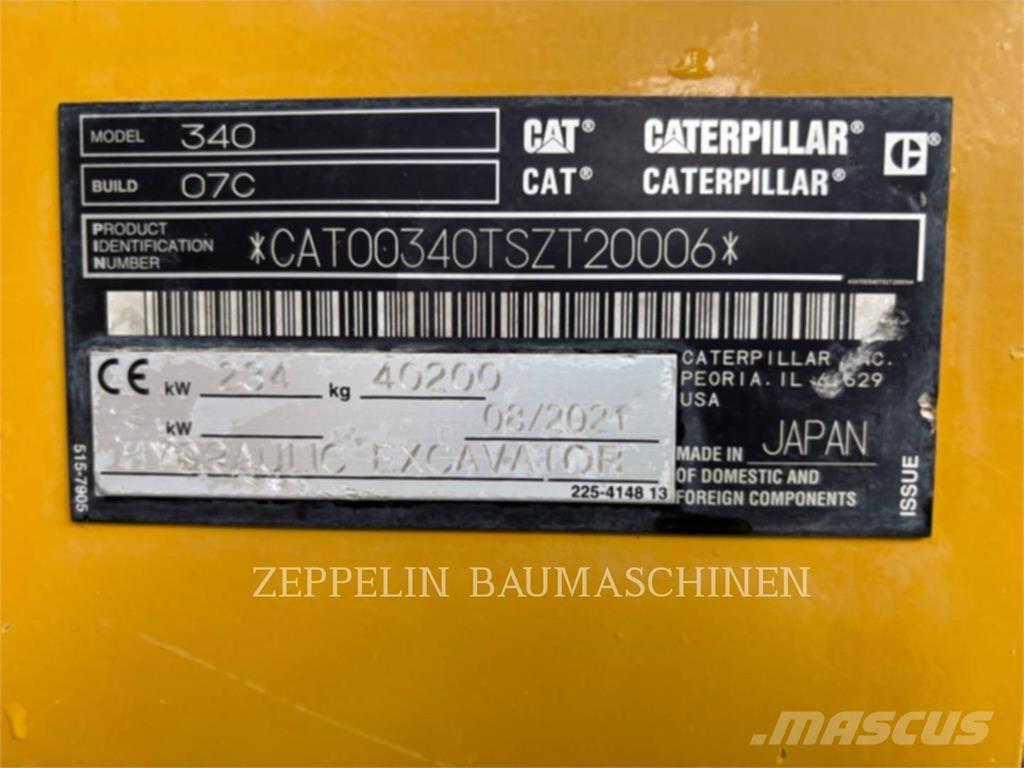 MODEL 340
BUILD 07C
CAT® CATERPILLAR®
CAT® CATERPILLAR®
PRODUCT IDENTIFICATION NUMBER
*CAT00340TSZT20006*
CE kW 234 kg 40200
kW 08/2021
HYDRAULIC EXCAVATOR
225-4148 13
515-7905
CATERPILLAR INC.
PEORIA, IL 61629
USA
MADE IN JAPAN
OF DOMESTIC AND
FOREIGN COMPONENTS
ISSUE
ZEPPELIN BAUMASCHINEN
MASCUS